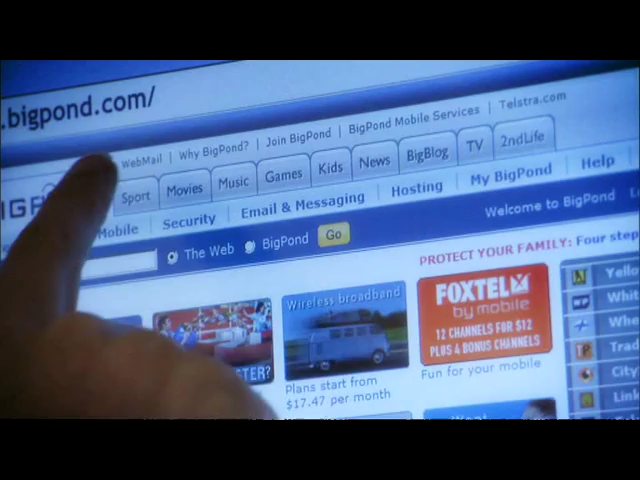 .bigpond.com/
WebMail | Why BigPond? | Join BigPond | BigPond Mobile Services | Telstra.com
Sport Movies Music Games Kids News BigBlog TV 2ndLife
Mobile Security Email & Messaging Hosting My BigPond Help
The Web BigPond Go
Welcome to BigPond
PROTECT YOUR FAMILY: Four step
Wireless broadband
Plans start from
$17.47 per month
FOXTEL
by mobile
12 CHANNELS FOR $12
PLUS 4 BONUS CHANNELS
Fun for your mobile
Yello
Whit
Whe
Tradi
City
Link